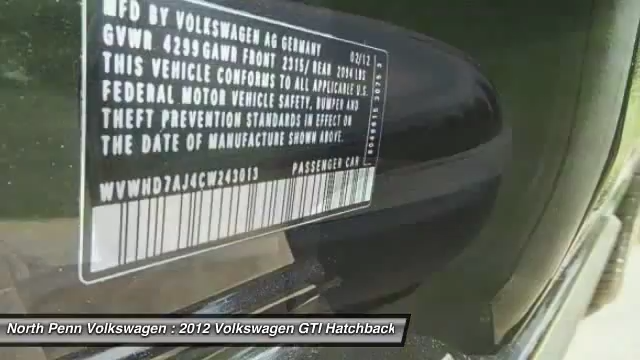 MFD BY VOLKSWAGEN AG GERMANY
GVWR 4299 GAWR FRONT 2315/ REAR 2094 LBS 02/12
THIS VEHICLE CONFORMS TO ALL APPLICABLE U.S.
FEDERAL MOTOR VEHICLE SAFETY, BUMPER AND
THEFT PREVENTION STANDARDS IN EFFECT ON
THE DATE OF MANUFACTURE SHOWN ABOVE.
WVWHD7AJ4CW243013 PASSENGER CAR
North Penn Volkswagen : 2012 Volkswagen GTI Hatchback